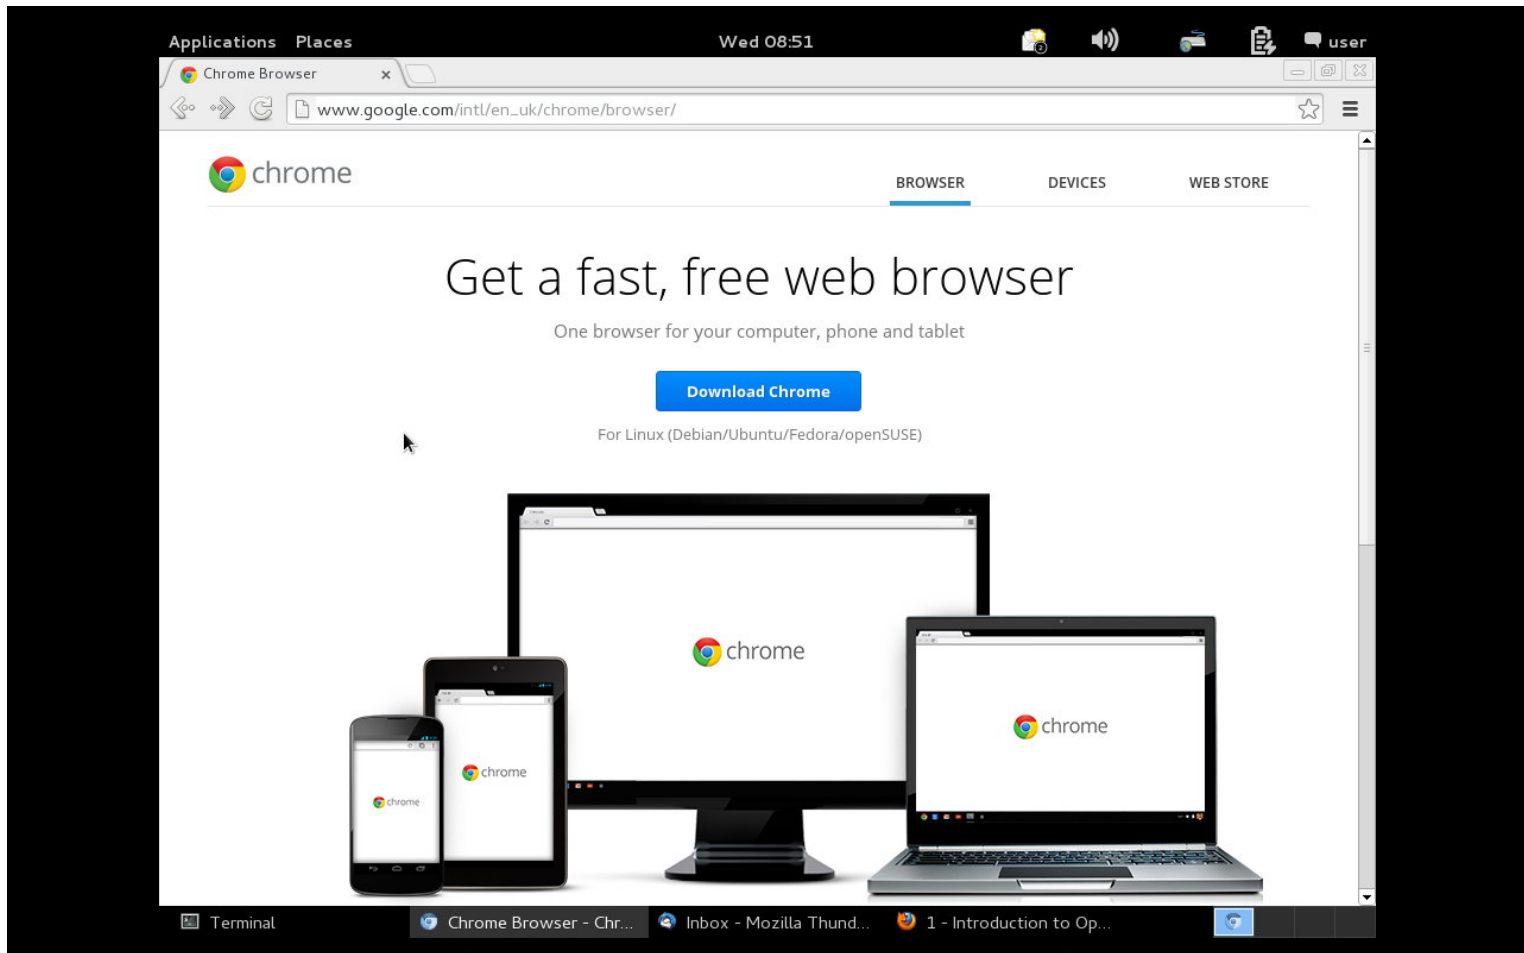 Applications Places Wed 08:51 2 user
Chrome Browser
www.google.com/intl/en_uk/chrome/browser/
chrome
BROWSER DEVICES WEB STORE
Get a fast, free web browser
One browser for your computer, phone and tablet
Download Chrome
For Linux (Debian/Ubuntu/Fedora/openSUSE)
chrome
chrome
chrome
chrome
Terminal Chrome Browser - Chr... Inbox - Mozilla Thund... 1 - Introduction to Op...